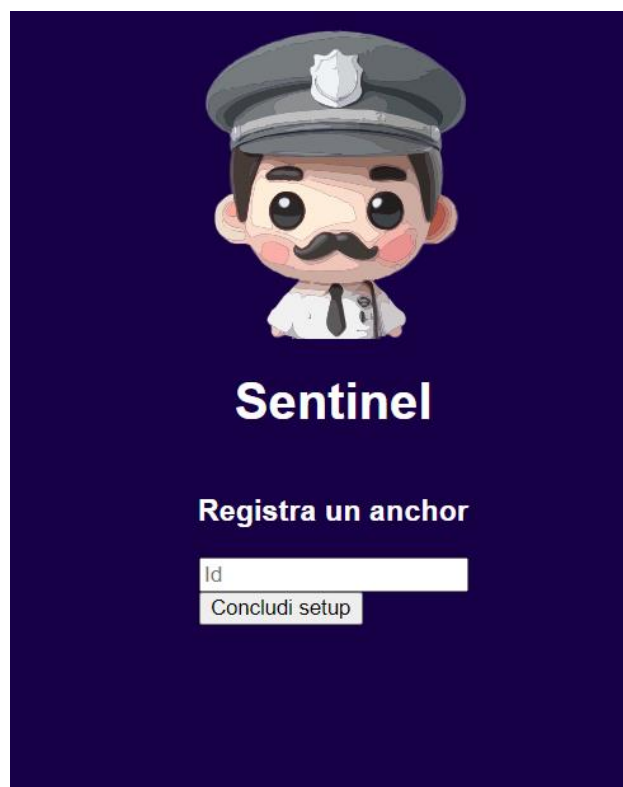 Sentinel
Registra un anchor
Id
Concludi setup